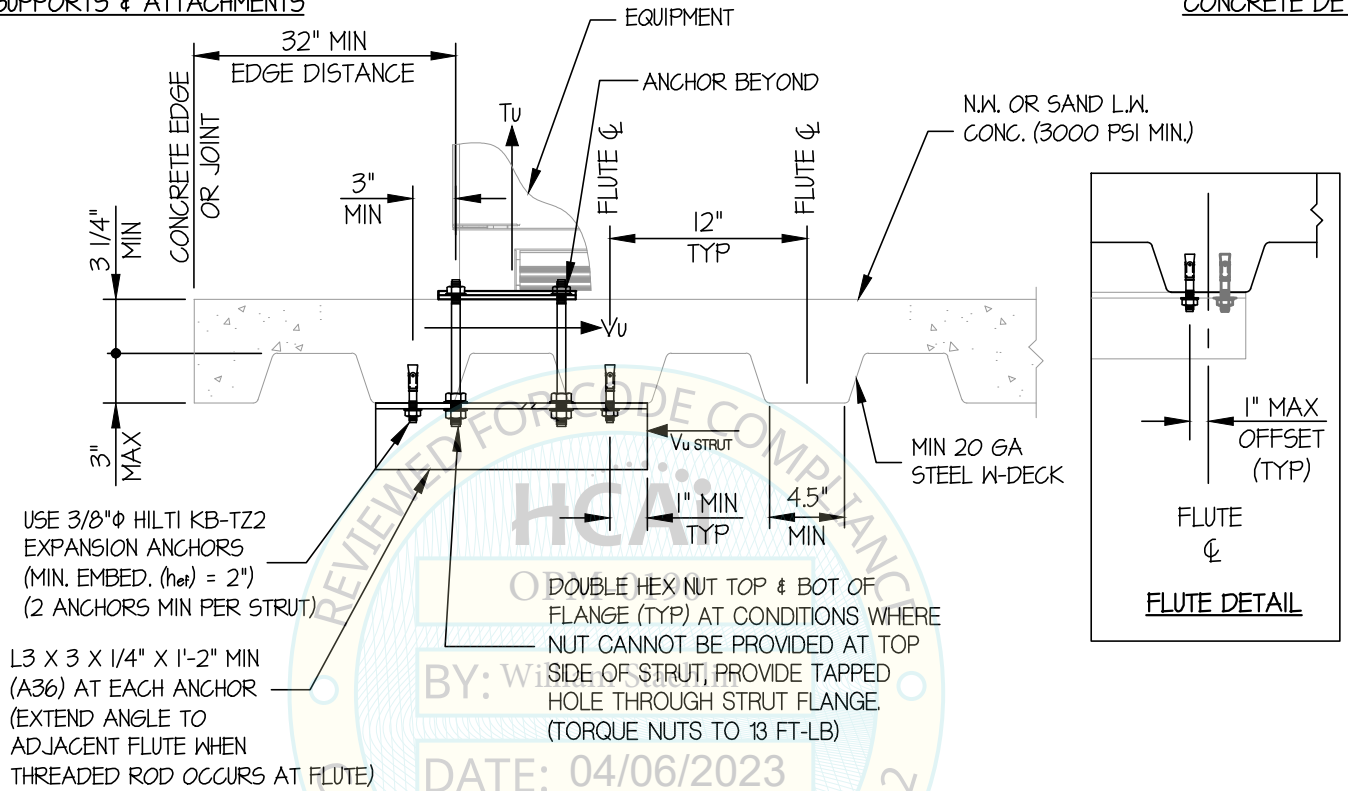 SUPPORTS & ATTACHMENTS
CONCRETE DE
EQUIPMENT
32" MIN
EDGE DISTANCE
ANCHOR BEYOND
CONCRETE EDGE
OR JOINT
Tu
FLUTE ℄
FLUTE ℄
N.W. OR SAND L.W.
CONC. (3000 PSI MIN.)
3"
MIN
12"
TYP
3 1/4"
MIN
Vu
3"
MAX
Vu STRUT
MIN 20 GA
STEEL W-DECK
1" MIN
TYP
4.5"
MIN
1" MAX
OFFSET
(TYP)
FLUTE
℄
FLUTE DETAIL
USE 3/8"Φ HILTI KB-TZ2
EXPANSION ANCHORS
(MIN. EMBED. (hef) = 2")
(2 ANCHORS MIN PER STRUT)
DOUBLE HEX NUT TOP & BOT OF
FLANGE (TYP) AT CONDITIONS WHERE
NUT CANNOT BE PROVIDED AT TOP
SIDE OF STRUT, PROVIDE TAPPED
HOLE THROUGH STRUT FLANGE.
(TORQUE NUTS TO 13 FT-LB)
L3 X 3 X 1/4" X 1'-2" MIN
(A36) AT EACH ANCHOR
(EXTEND ANGLE TO
ADJACENT FLUTE WHEN
THREADED ROD OCCURS AT FLUTE)
REVIEWED FOR CODE COMPLIANCE
HCAi
OPM-0190
BY: William Staehlin
DATE: 04/06/2023
2